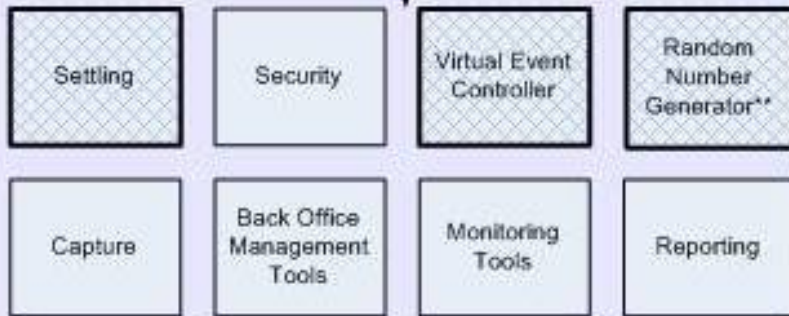 Settling
Security
Virtual Event
Controller
Random
Number
Generator**
Capture
Back Office
Management
Tools
Monitoring
Tools
Reporting